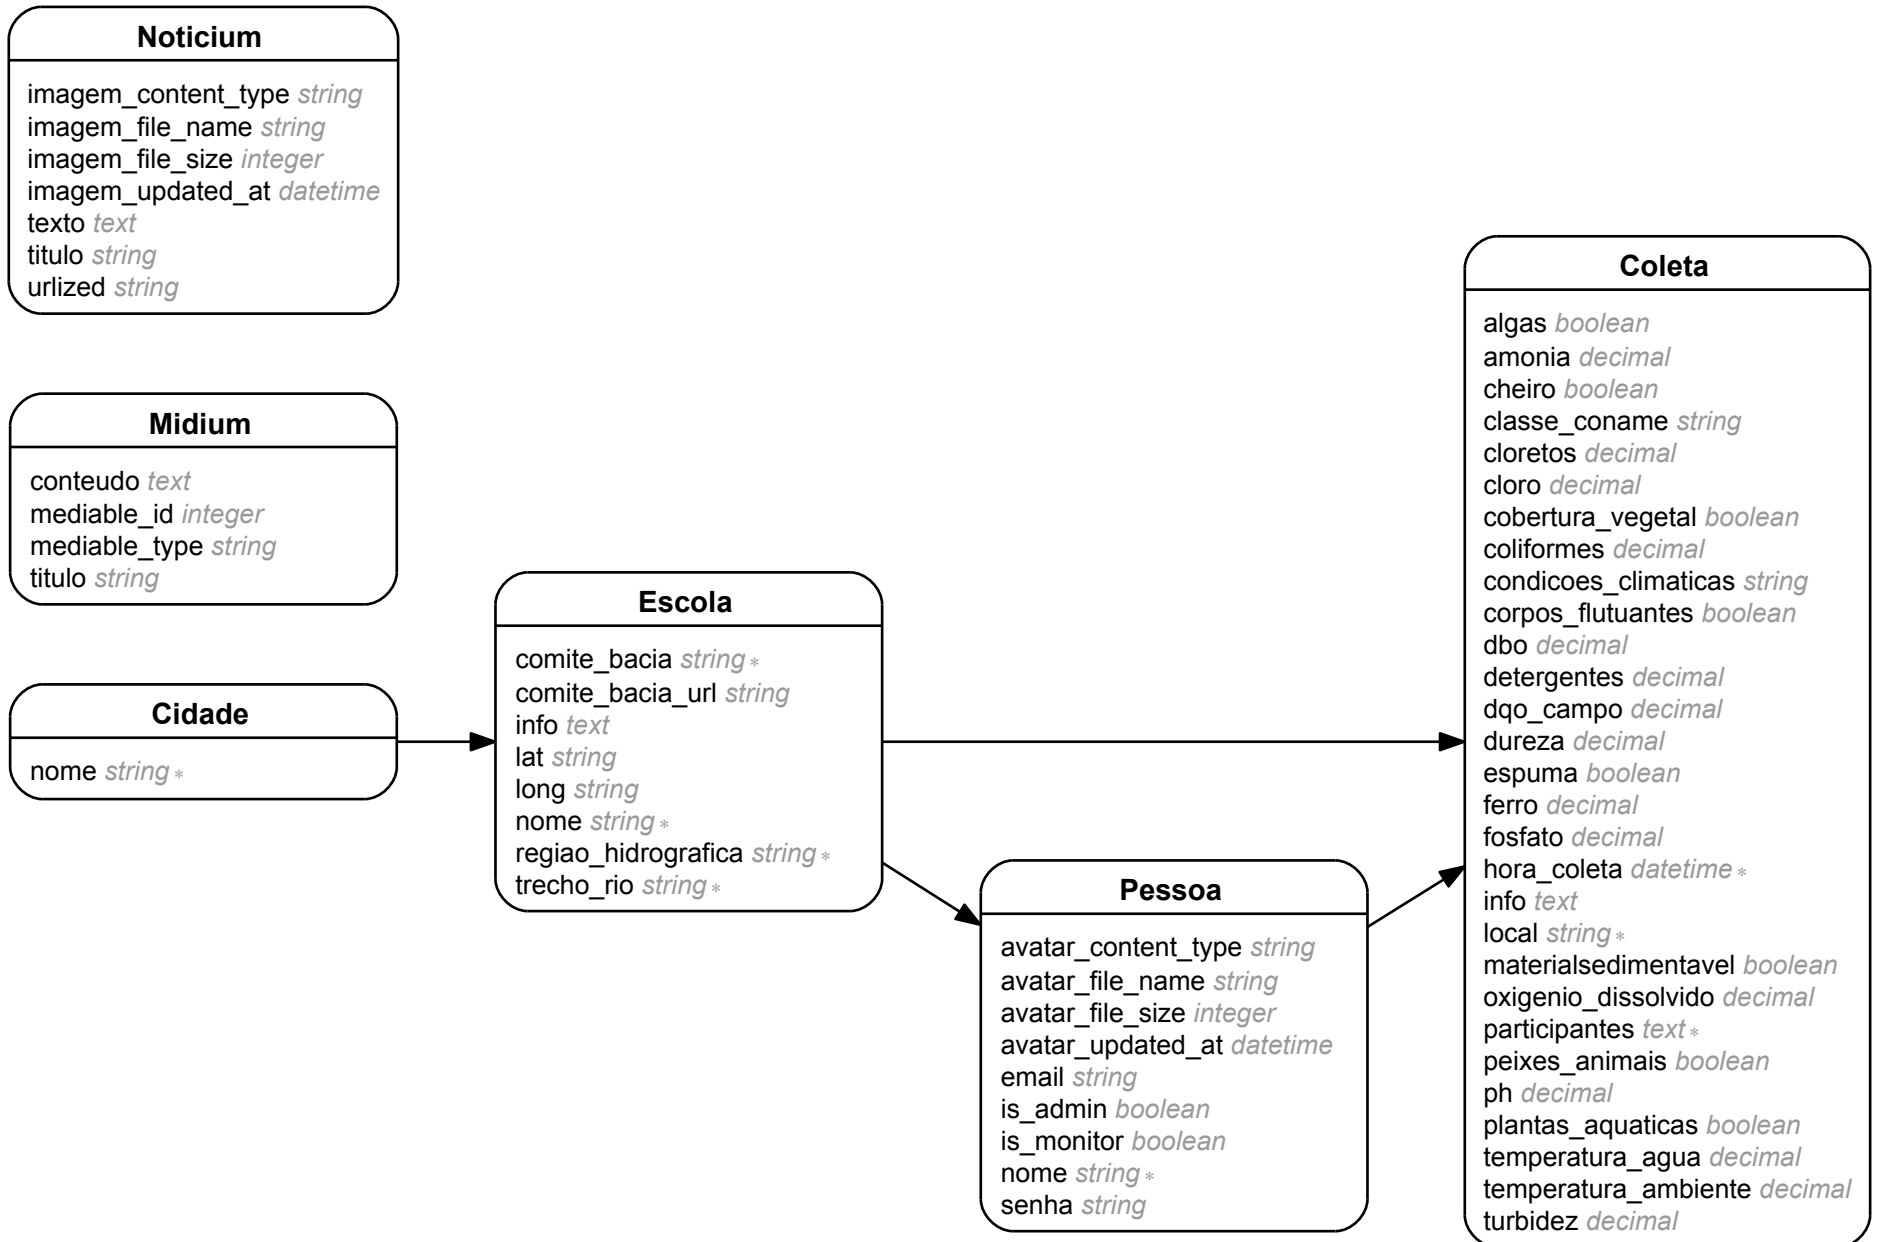 Noticium
imagem_content_type string
imagem_file_name string
imagem_file_size integer
imagem_updated_at datetime
texto text
titulo string
urlized string
Midium
conteudo text
mediable_id integer
mediable_type string
titulo string
Cidade
nome string *
Escola
comite_bacia string *
comite_bacia_url string
info text
lat string
long string
nome string *
regiao_hidrografica string *
trecho_rio string *
Pessoa
avatar_content_type string
avatar_file_name string
avatar_file_size integer
avatar_updated_at datetime
email string
is_admin boolean
is_monitor boolean
nome string *
senha string
Coleta
algas boolean
amonia decimal
cheiro boolean
classe_coname string
cloretos decimal
cloro decimal
cobertura_vegetal boolean
coliformes decimal
condicoes_climaticas string
corpos_flutuantes boolean
dbo decimal
detergentes decimal
dqo_campo decimal
dureza decimal
espuma boolean
ferro decimal
fosfato decimal
hora_coleta datetime *
info text
local string *
materialsedimentavel boolean
oxigenio_dissolvido decimal
participantes text *
peixes_animais boolean
ph decimal
plantas_aquaticas boolean
temperatura_agua decimal
temperatura_ambiente decimal
turbidez decimal